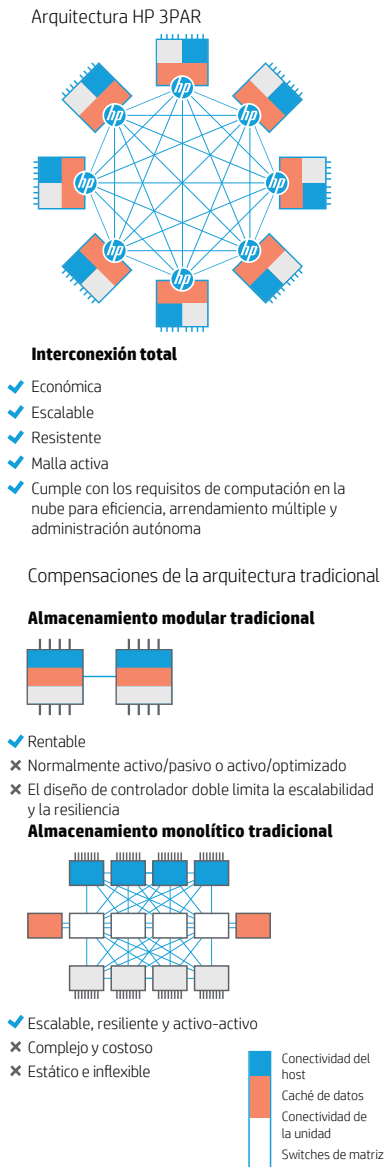 Arquitectura HP 3PAR
hp
hp
hp
hp
hp
hp
hp
hp
Interconexión total
Económica
Escalable
Resistente
Malla activa
Cumple con los requisitos de computación en la
nube para eficiencia, arrendamiento múltiple y
administración autónoma
Compensaciones de la arquitectura tradicional
Almacenamiento modular tradicional
Rentable
Normalmente activo/pasivo o activo/optimizado
El diseño de controlador doble limita la escalabilidad
y la resiliencia
Almacenamiento monolítico tradicional
Escalable, resiliente y activo-activo
Complejo y costoso
Estático e inflexible
Conectividad del
host
Caché de datos
Conectividad de
la unidad
Switches de matriz